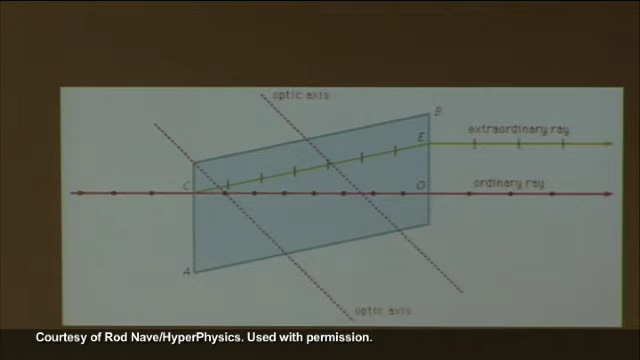 optic axis
B
E
extraordinary ray
C
O
ordinary ray
A
optic axis
Courtesy of Rod Nave/HyperPhysics. Used with permission.